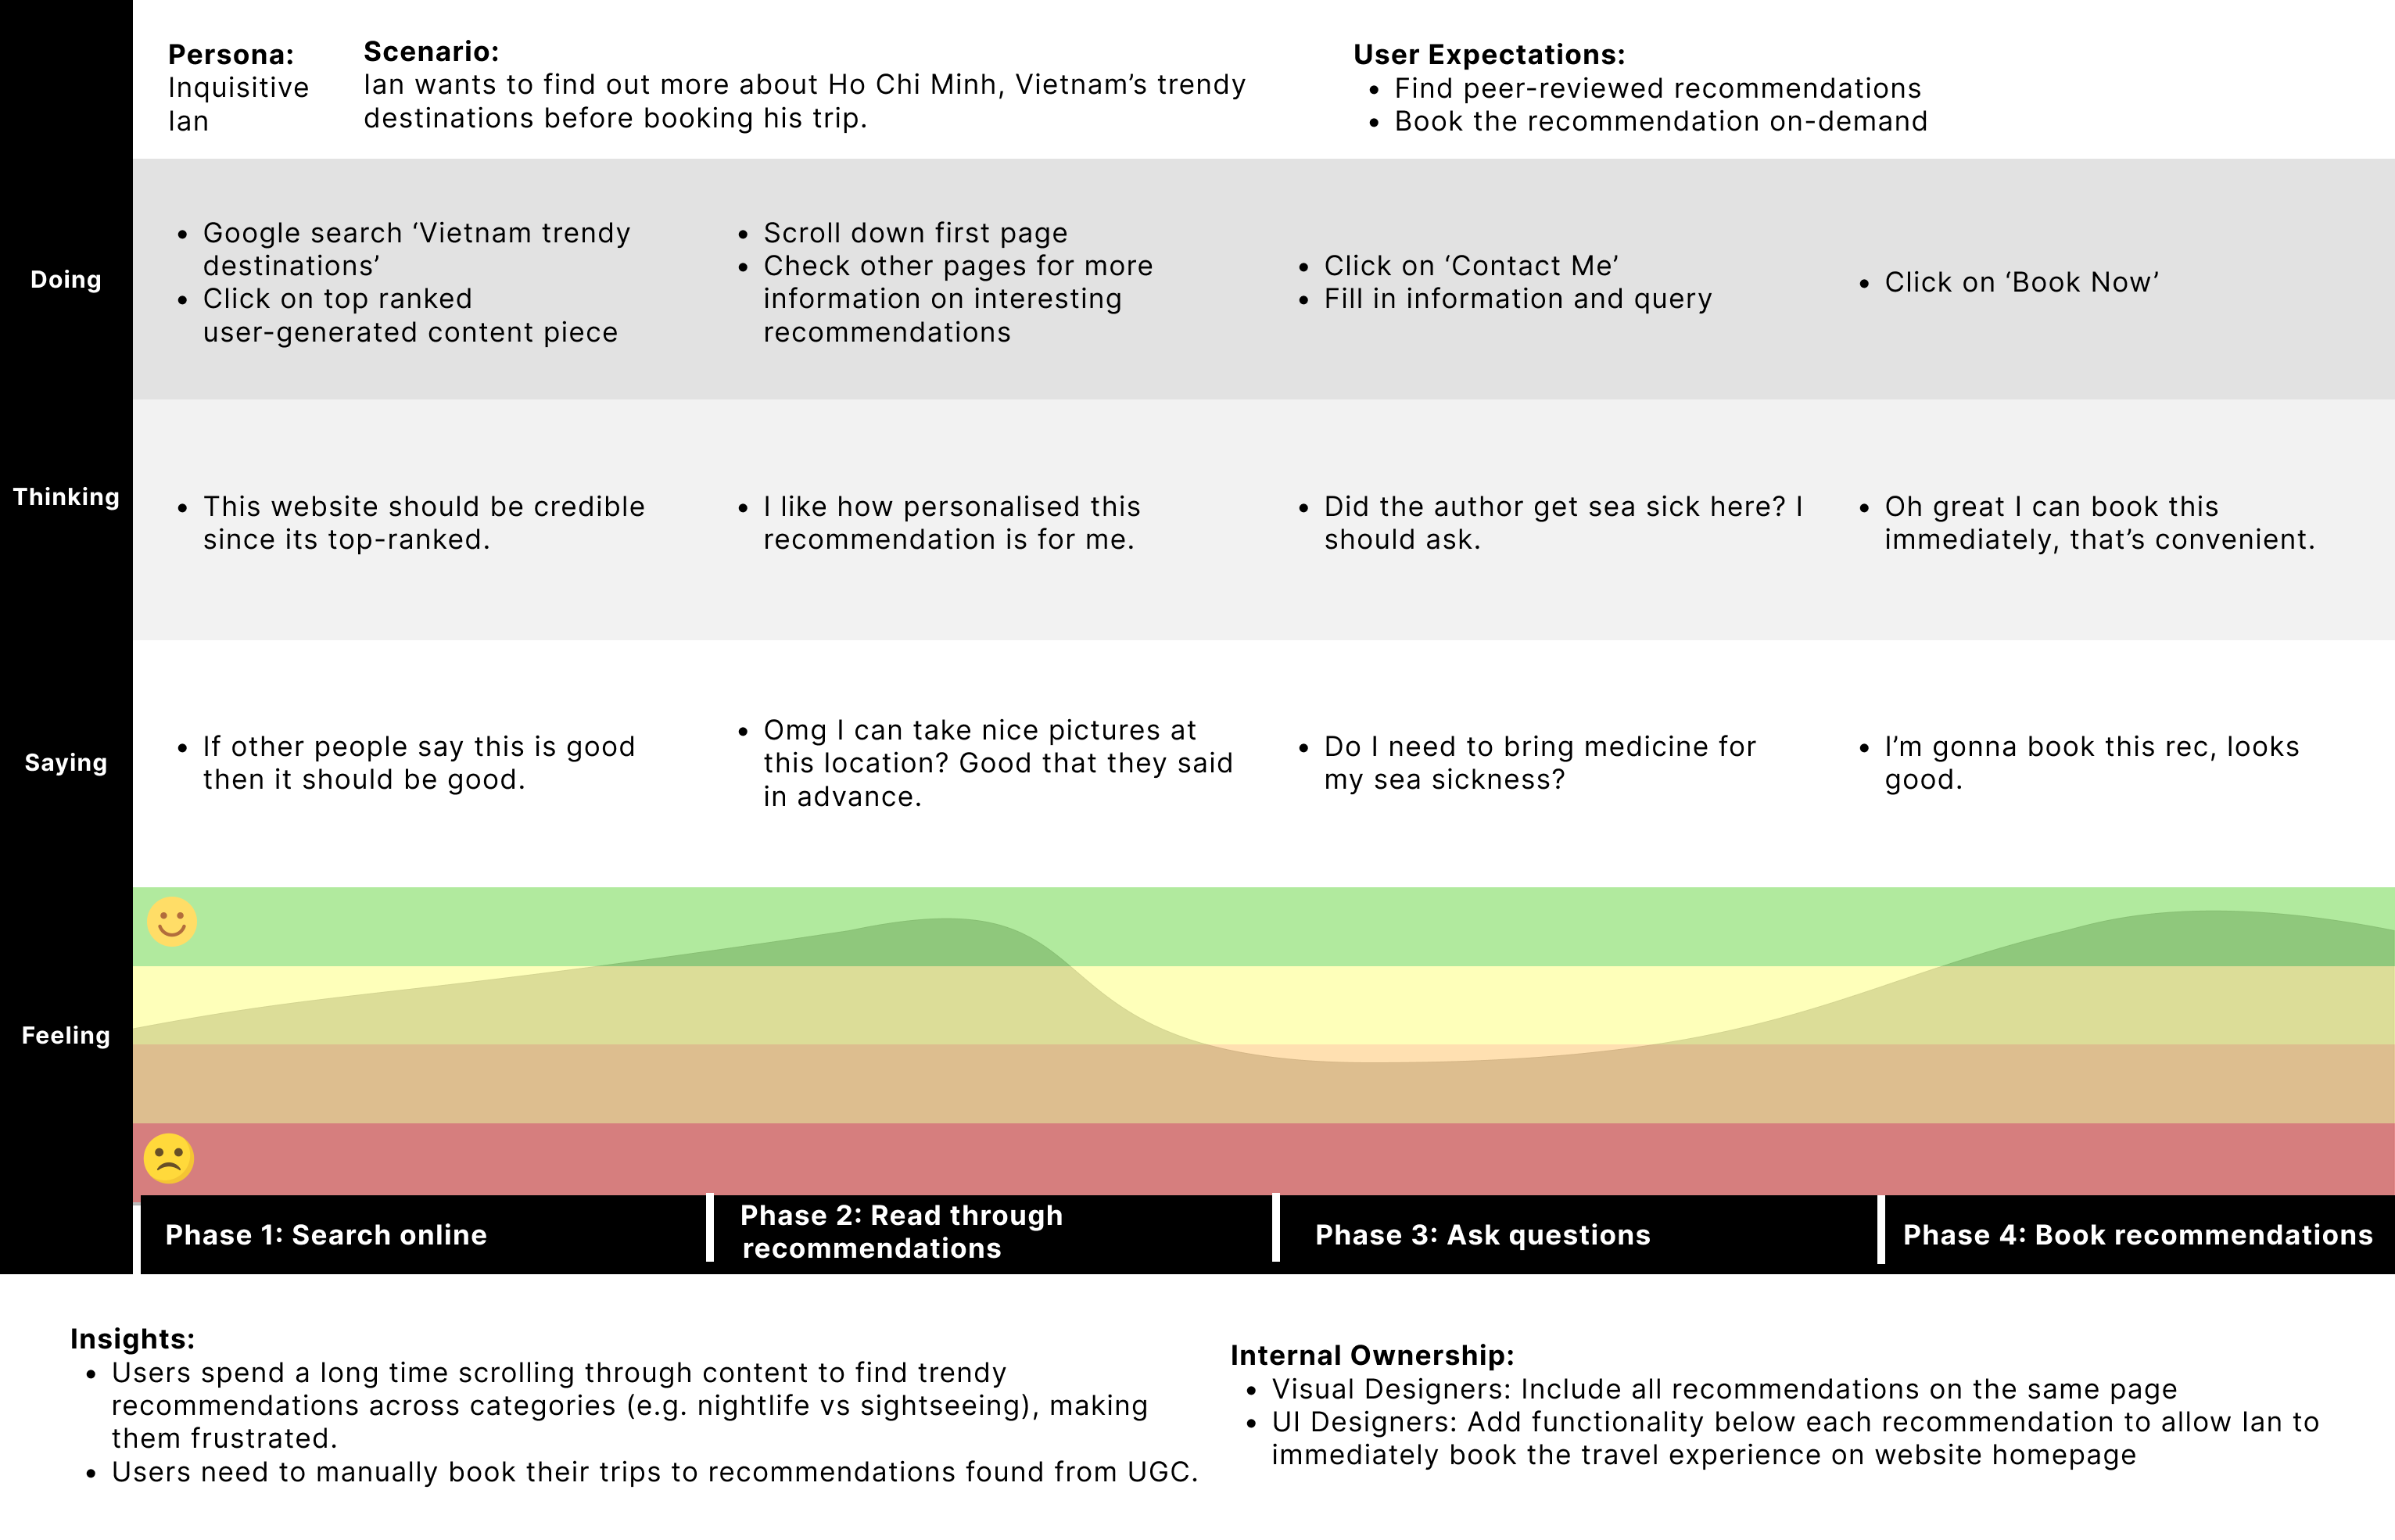 Persona:
Inquisitive
Ian
Scenario:
Ian wants to find out more about Ho Chi Minh, Vietnam’s trendy
destinations before booking his trip.
User Expectations:
• Find peer-reviewed recommendations
• Book the recommendation on-demand
Doing
• Google search ‘Vietnam trendy
destinations’
• Click on top ranked
user-generated content piece
• Scroll down first page
• Check other pages for more
information on interesting
recommendations
• Click on ‘Contact Me’
• Fill in information and query
• Click on ‘Book Now’
Thinking
• This website should be credible
since its top-ranked.
• I like how personalised this
recommendation is for me.
• Did the author get sea sick here? I
should ask.
• Oh great I can book this
immediately, that’s convenient.
Saying
• If other people say this is good
then it should be good.
• Omg I can take nice pictures at
this location? Good that they said
in advance.
• Do I need to bring medicine for
my sea sickness?
• I’m gonna book this rec, looks
good.
Feeling
Phase 1: Search online
Phase 2: Read through
recommendations
Phase 3: Ask questions
Phase 4: Book recommendations
Insights:
• Users spend a long time scrolling through content to find trendy
recommendations across categories (e.g. nightlife vs sightseeing), making
them frustrated.
• Users need to manually book their trips to recommendations found from UGC.
Internal Ownership:
• Visual Designers: Include all recommendations on the same page
• UI Designers: Add functionality below each recommendation to allow Ian to
immediately book the travel experience on website homepage